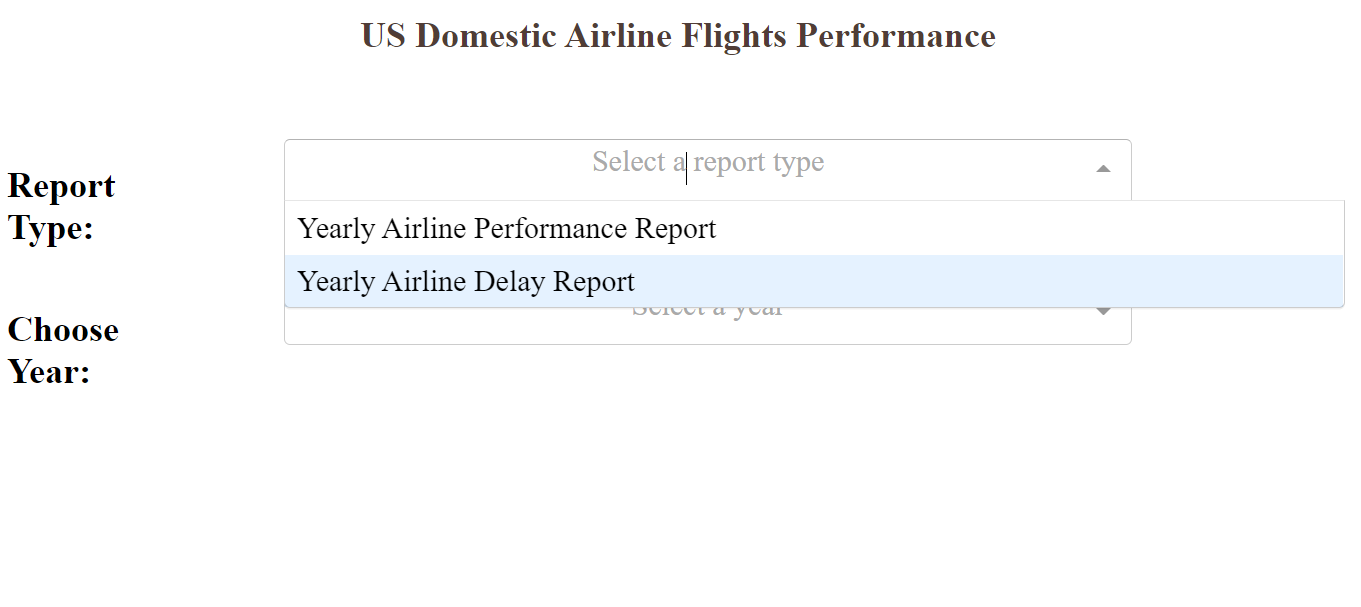 US Domestic Airline Flights Performance
Select a report type
Report
Type:
Yearly Airline Performance Report
Yearly Airline Delay Report
Select a year
Choose
Year: